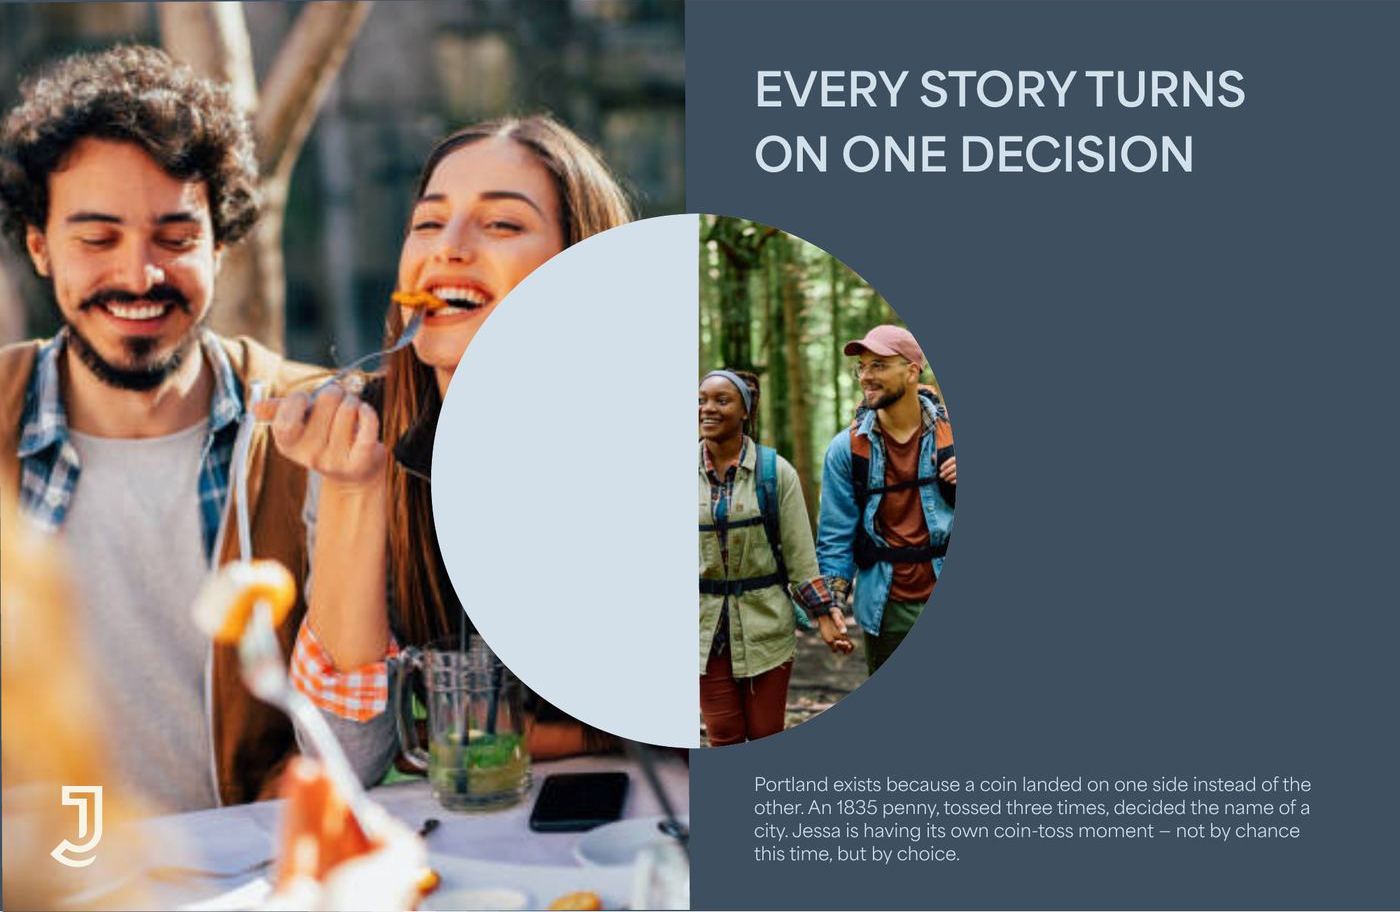 EVERY STORY TURNS
ON ONE DECISION
Portland exists because a coin landed on one side instead of the
other. An 1835 penny, tossed three times, decided the name of a
city. Jessa is having its own coin-toss moment – not by chance
this time, but by choice.
J